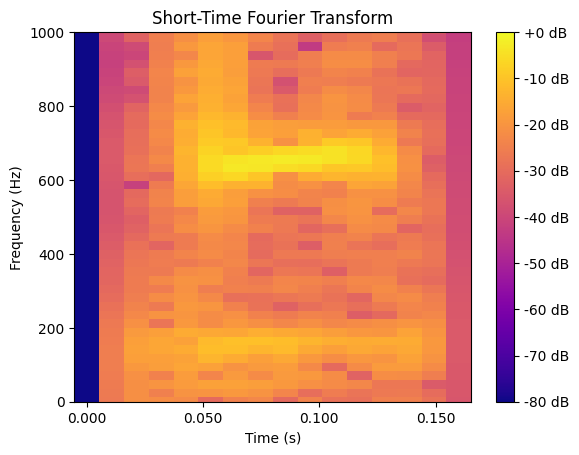 Short-Time Fourier Transform
Frequency (Hz)
1000
800
600
400
200
0
0.000
0.050
0.100
0.150
Time (s)
+0 dB
-10 dB
-20 dB
-30 dB
-40 dB
-50 dB
-60 dB
-70 dB
-80 dB